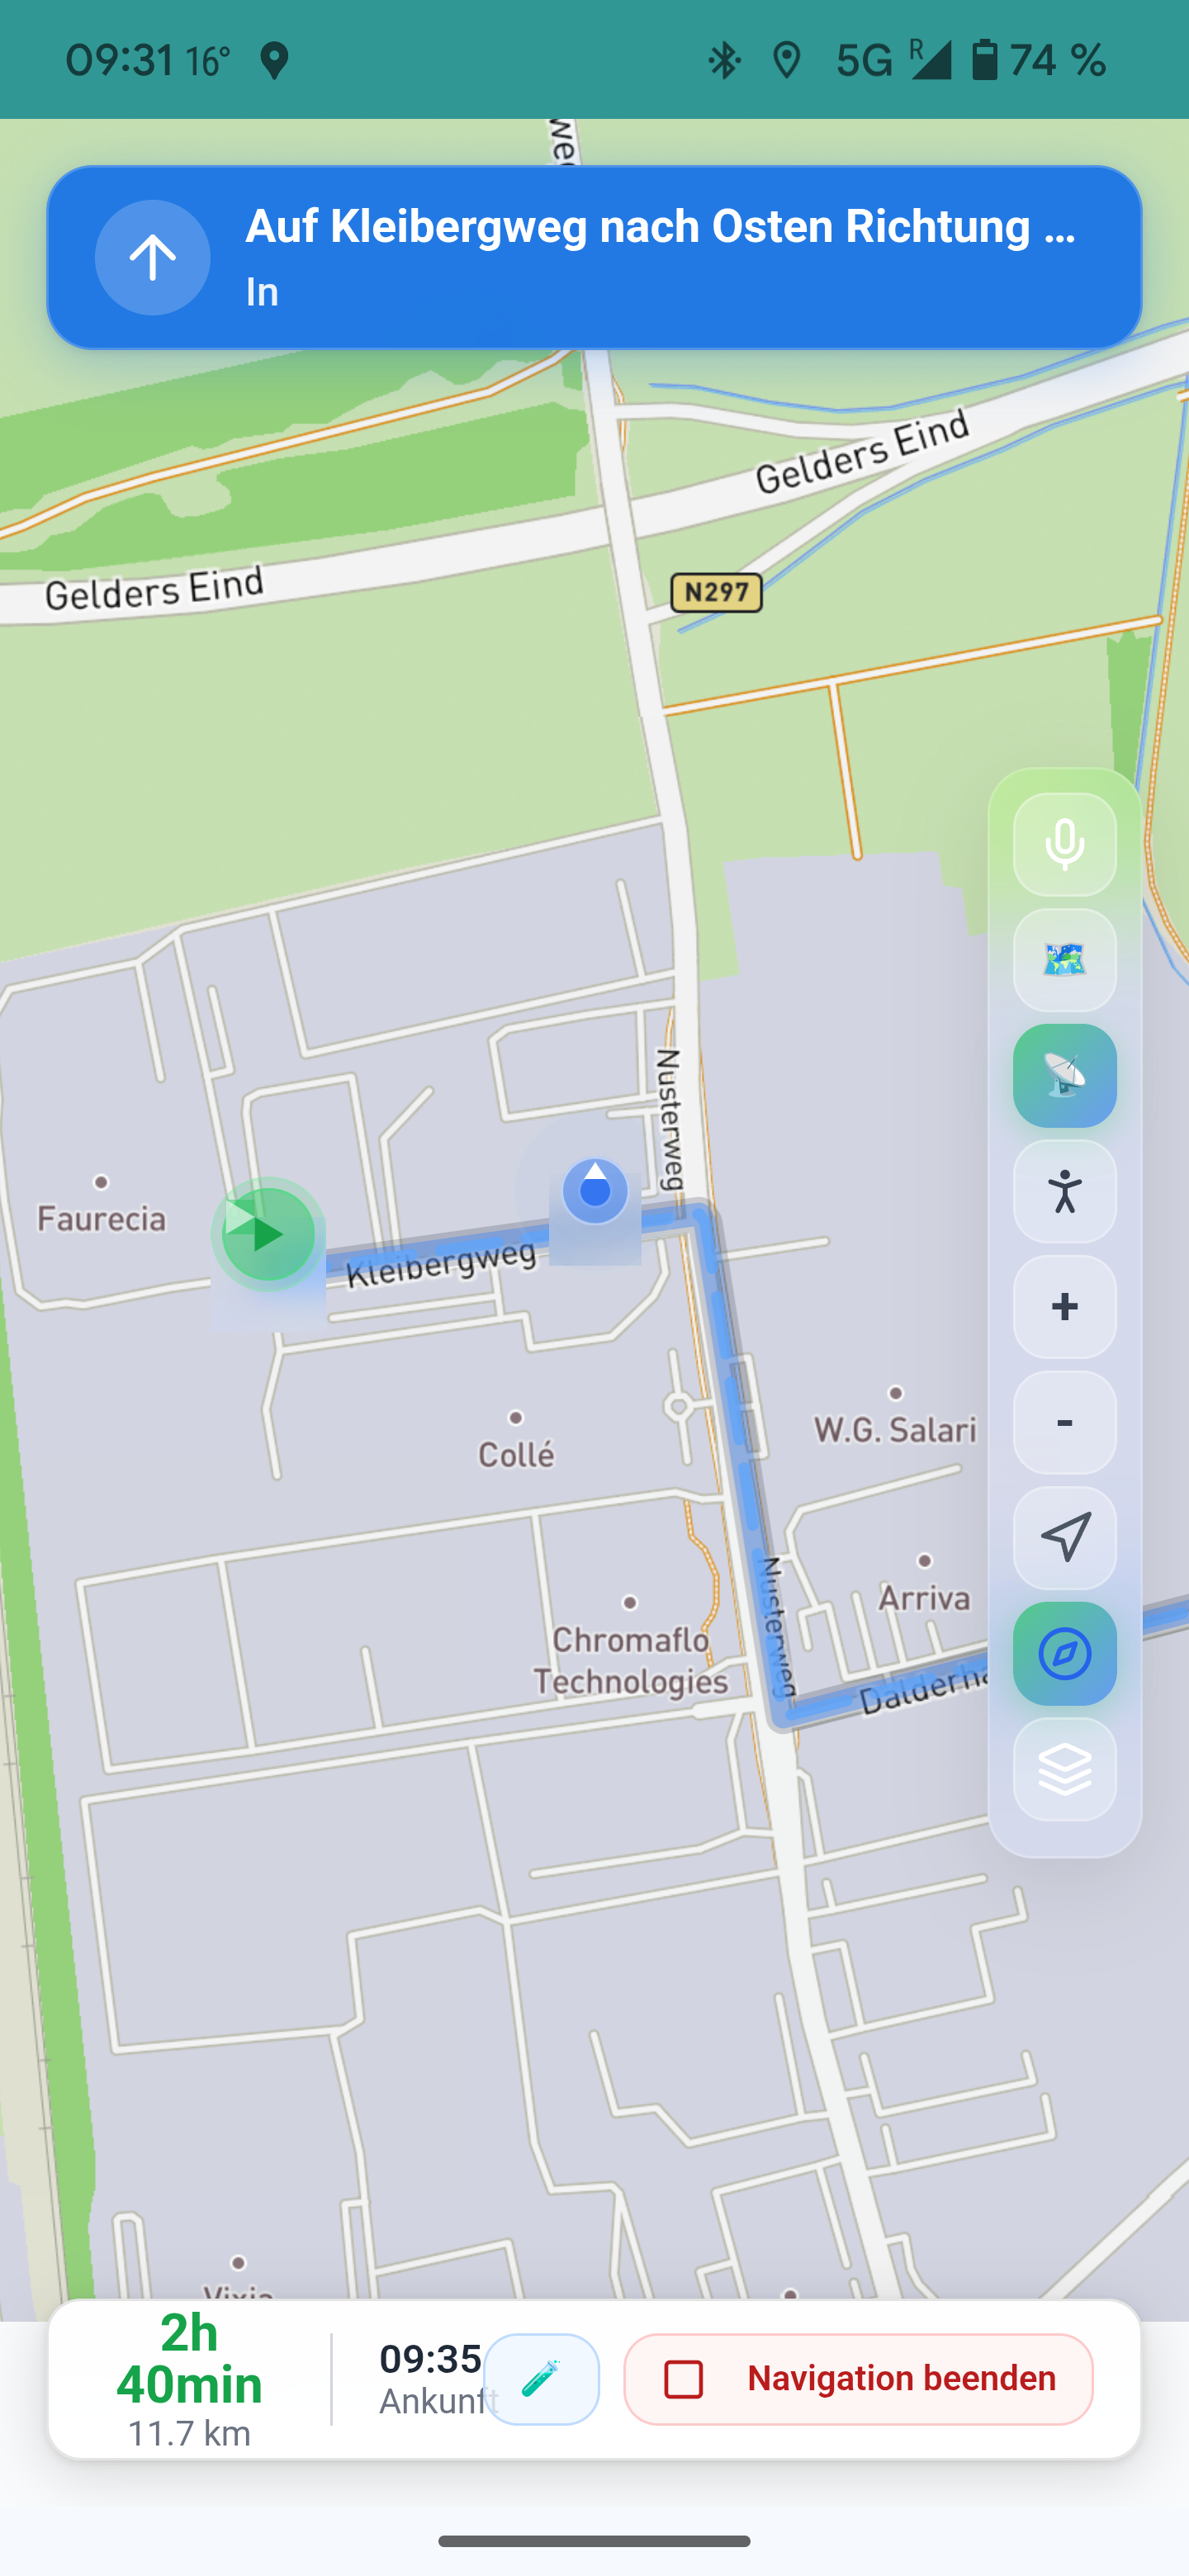 09:31 16° 5G R 74 %
Auf Kleibergweg nach Osten Richtung ...
In
Gelders Eind
Gelders Eind
N297
Nusterweg
Faurecia
Kleibergweg
W.G. Salari
Collé
Nusterweg
Arriva
Chromaflo
Technologies
+
-
2h
40min
11.7 km
09:35
Ankunft
Navigation beenden